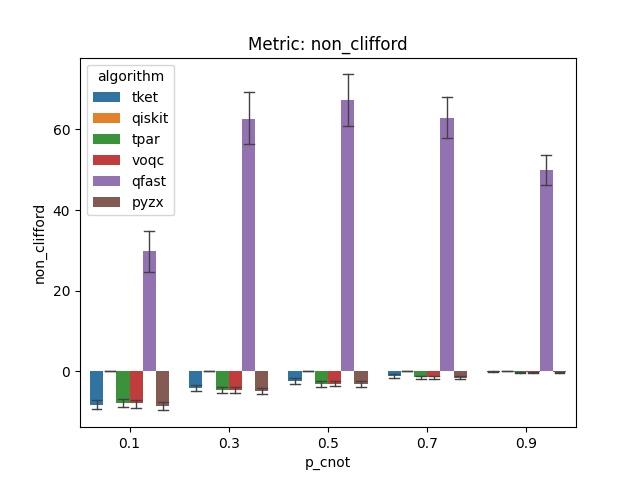 Metric: non_clifford
algorithm
tket
qiskit
tpar
voqc
qfast
pyzx
non_clifford
60
40
20
0
0.1 0.3 0.5 0.7 0.9
p_cnot